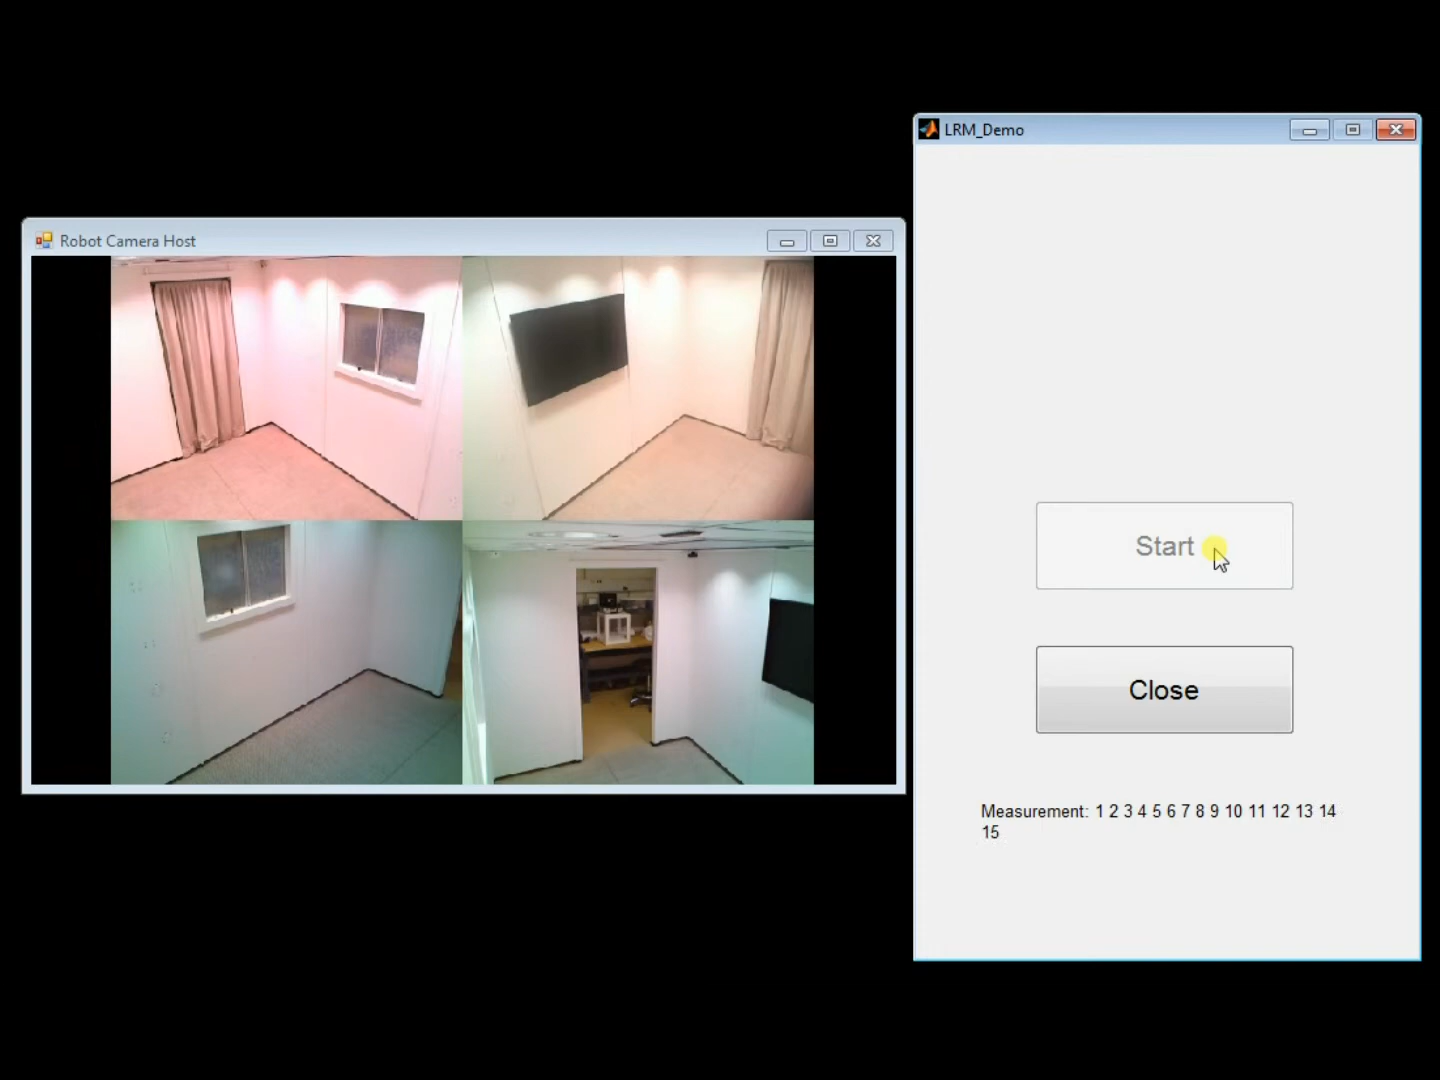 LRM_Demo
Robot Camera Host
Start
Close
Measurement: 1 2 3 4 5 6 7 8 9 10 11 12 13 14
15